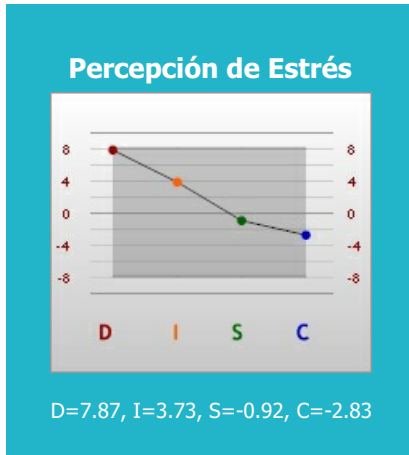 Percepción de Estrés
8 8
4 4
0 0
-4 -4
-8 -8
D I S C
D=7.87, I=3.73, S=-0.92, C=-2.83